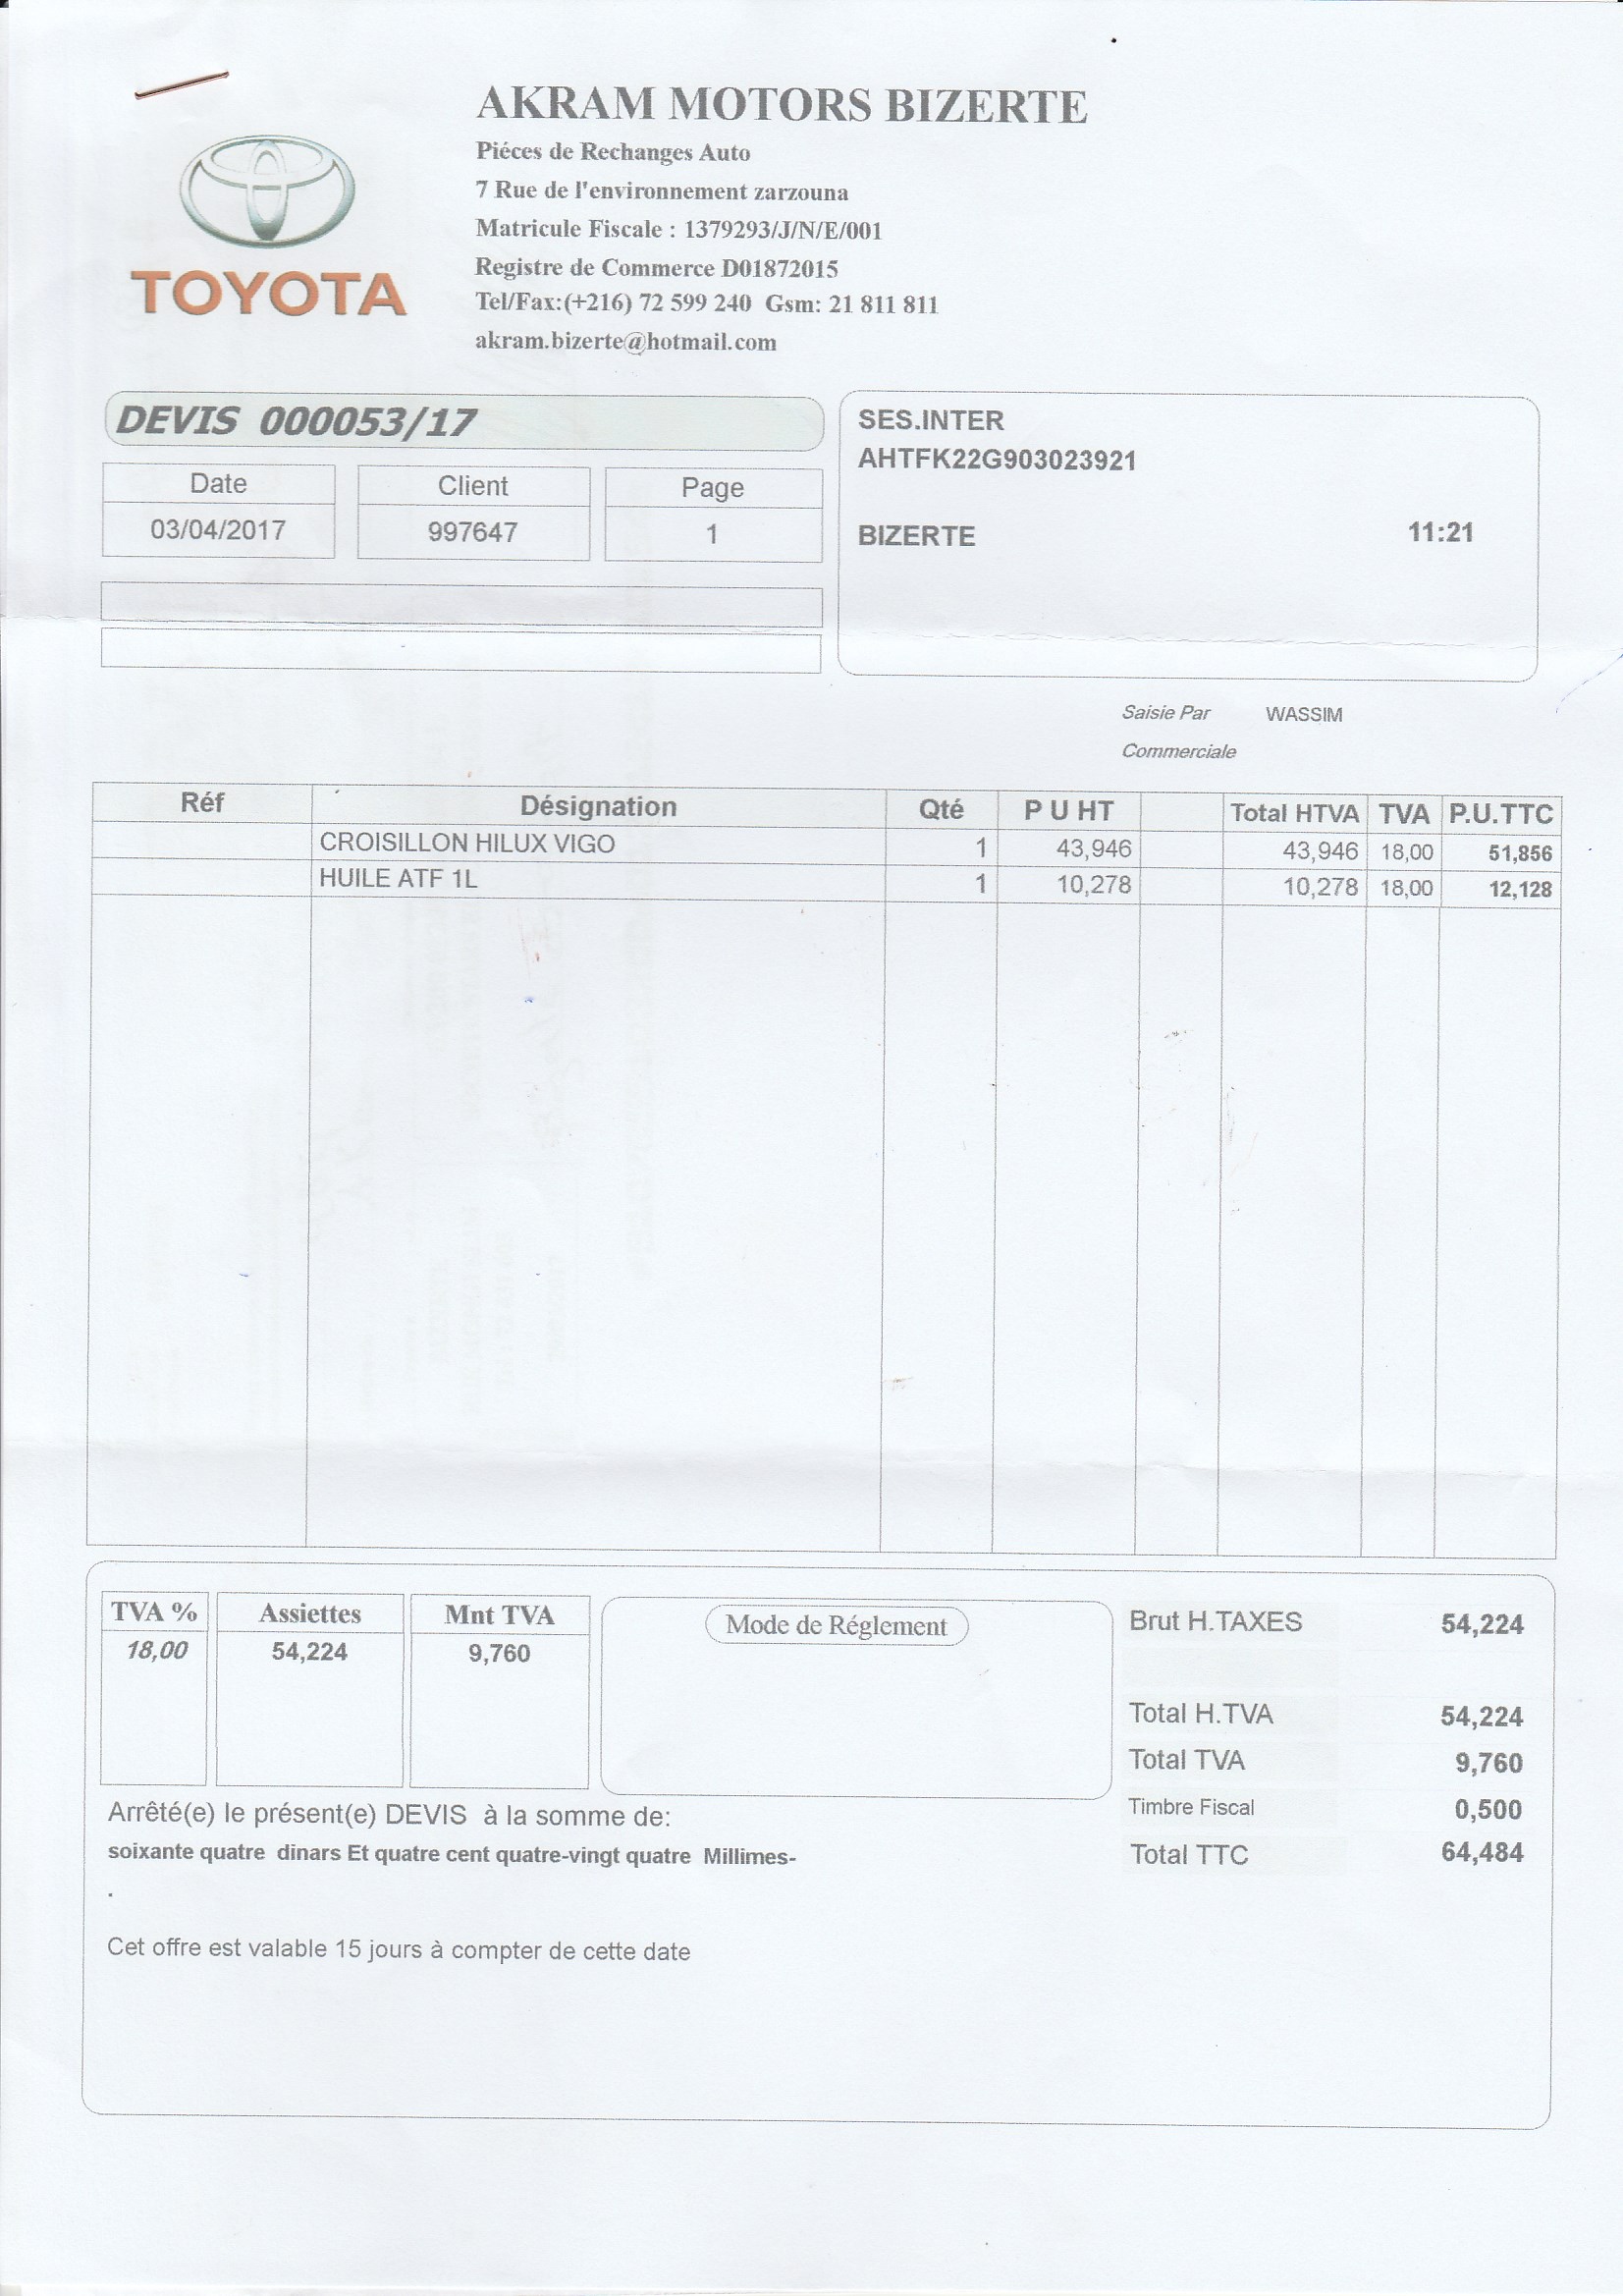 AKRAM MOTORS BIZERTE
Piéces de Rechanges Auto
7 Rue de l'environnement zarzouna
Matricule Fiscale : 1379293/J/N/E/001
Registre de Commerce D01872015
Tel/Fax:(+216) 72 599 240 Gsm: 21 811 811
akram.bizerte@hotmail.com
TOYOTA
DEVIS 000053/17
Date Client Page
03/04/2017 997647 1
SES.INTER
AHTFK22G903023921
BIZERTE 11:21
Saisie Par WASSIM
Commerciale
Réf Désignation Qté P U HT Total HTVA TVA P.U.TTC
CROISILLON HILUX VIGO 1 43,946 43,946 18,00 51,856
HUILE ATF 1L 1 10,278 10,278 18,00 12,128
TVA % Assiettes Mnt TVA
18,00 54,224 9,760
Mode de Réglement
Brut H.TAXES 54,224
Total H.TVA 54,224
Total TVA 9,760
Timbre Fiscal 0,500
Total TTC 64,484
Arrêté(e) le présent(e) DEVIS à la somme de:
soixante quatre dinars Et quatre cent quatre-vingt quatre Millimes-
.
Cet offre est valable 15 jours à compter de cette date